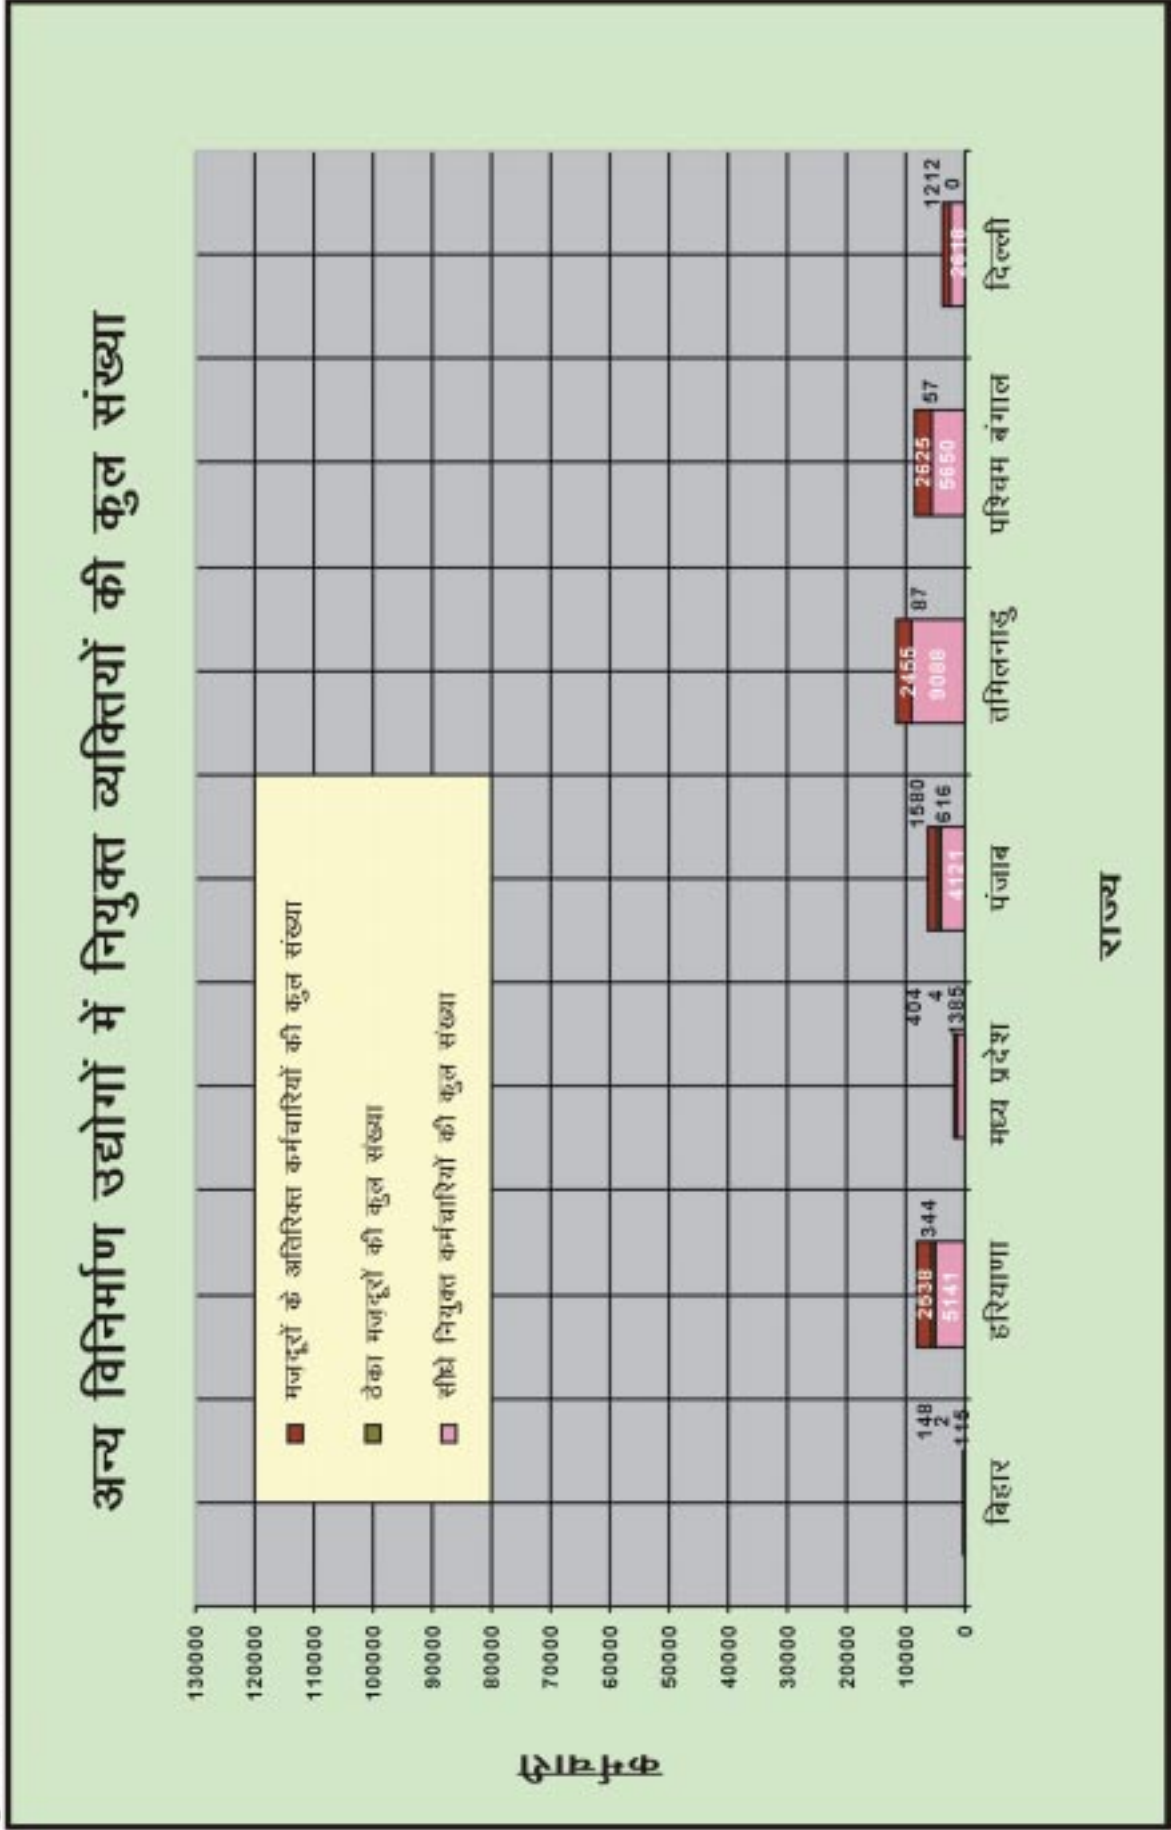 अन्य विनिर्माण उद्योगों में नियुक्त व्यक्तियों की कुल संख्या
कर्मचारी
130000
120000
110000
100000
90000
80000
70000
60000
50000
40000
30000
20000
10000
0
मज़दूरों के अतिरिक्त कर्मचारियों की कुल संख्या
ठेका मज़दूरों की कुल संख्या
सीधे नियुक्त कर्मचारियों की कुल संख्या
148
2
115
2638
344
5141
404
4
1385
1580
616
4121
2455
87
9088
2625
57
5650
1212
0
2618
बिहार
हरियाणा
मध्य प्रदेश
पंजाब
तमिलनाडु
पश्चिम बंगाल
दिल्ली
राज्य